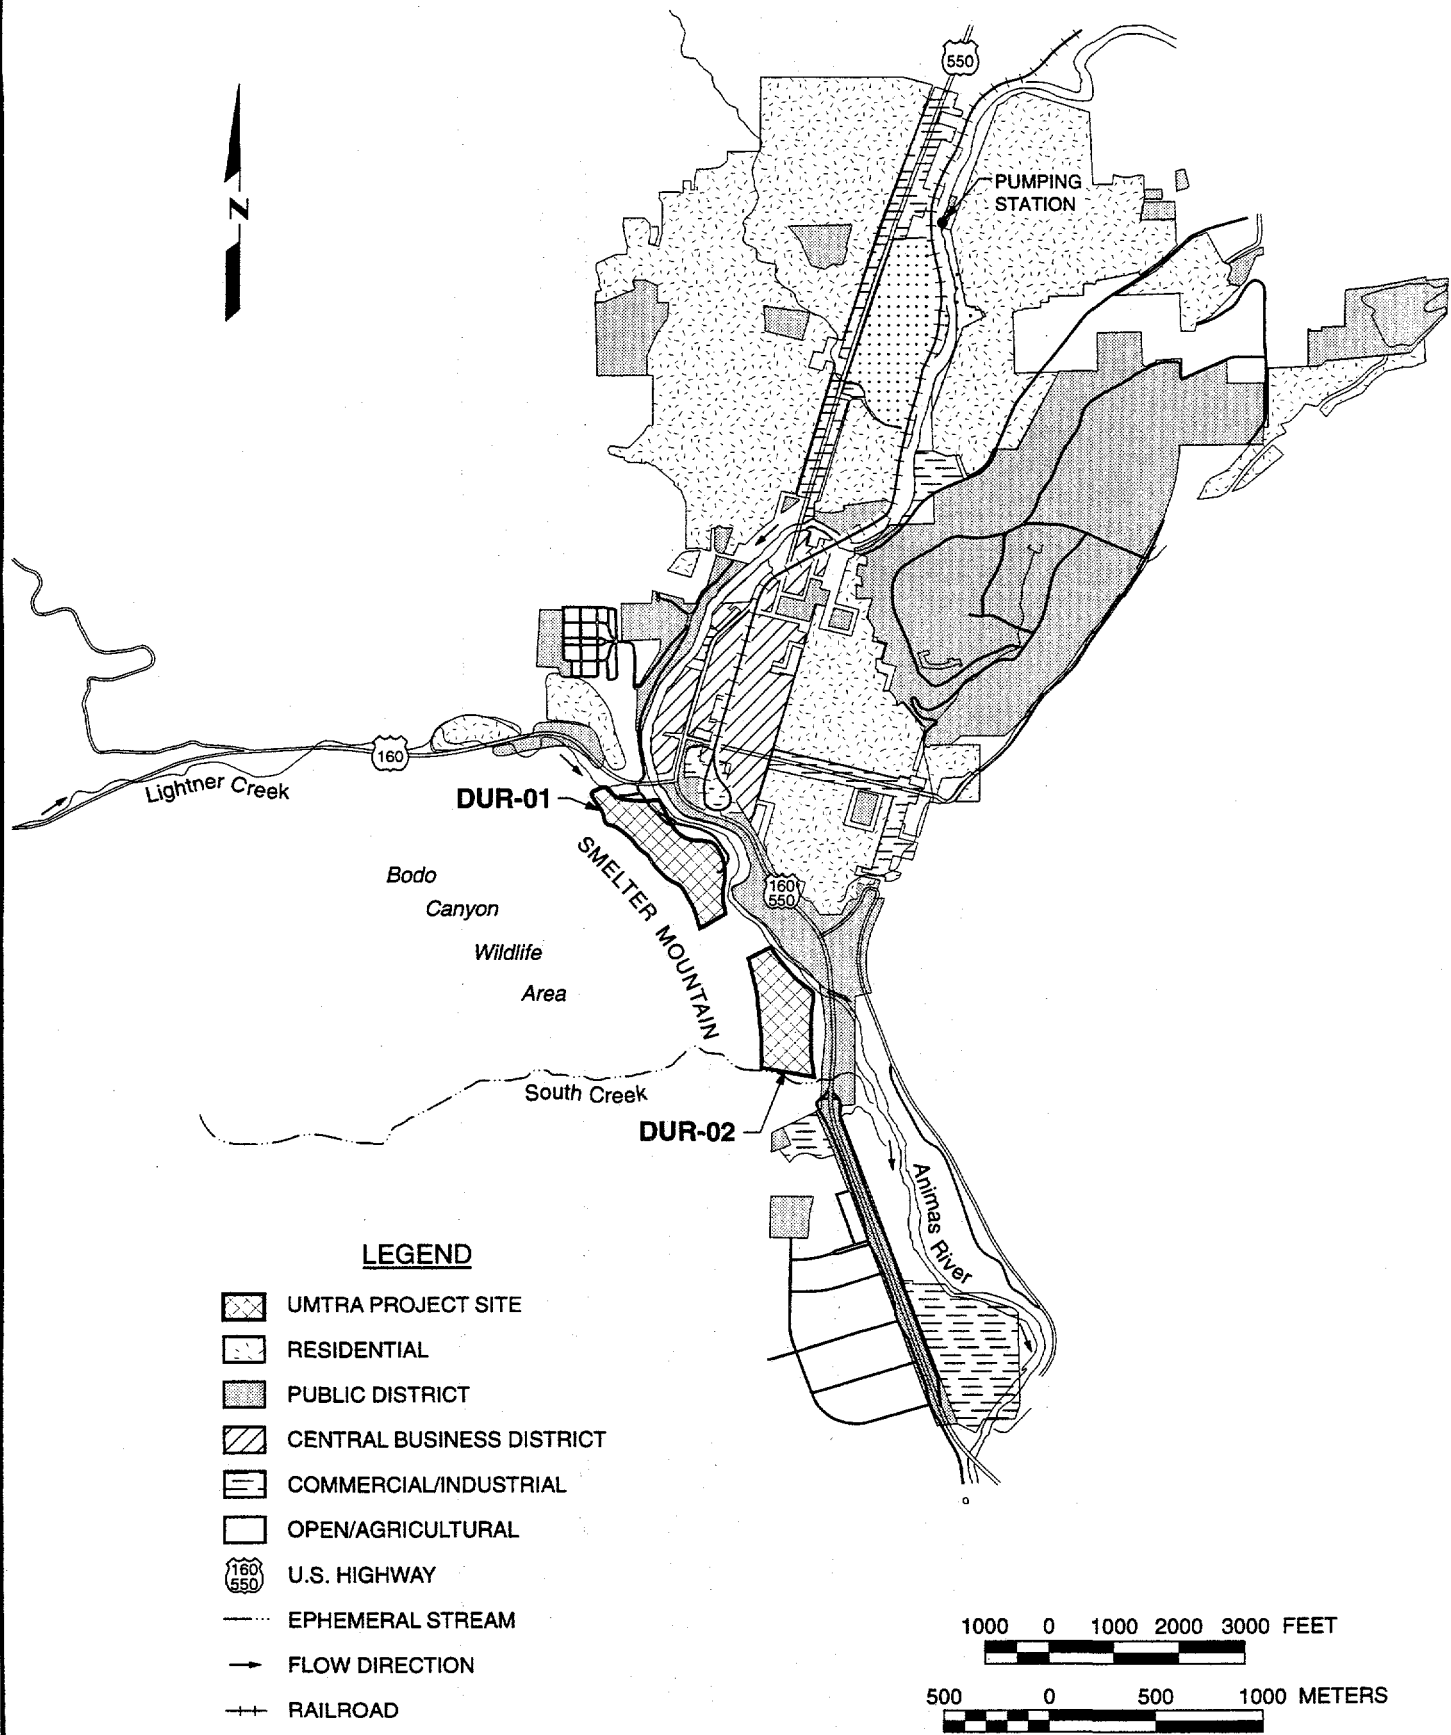 550
N
PUMPING
STATION
160
Lightner Creek
DUR-01
SMELTER MOUNTAIN
160
550
Bodo
Canyon
Wildlife
Area
South Creek
DUR-02
Animas River
LEGEND
UMTRA PROJECT SITE
RESIDENTIAL
PUBLIC DISTRICT
CENTRAL BUSINESS DISTRICT
COMMERCIAL/INDUSTRIAL
OPEN/AGRICULTURAL
160
550
U.S. HIGHWAY
EPHEMERAL STREAM
FLOW DIRECTION
RAILROAD
1000 0 1000 2000 3000 FEET
500 0 500 1000 METERS